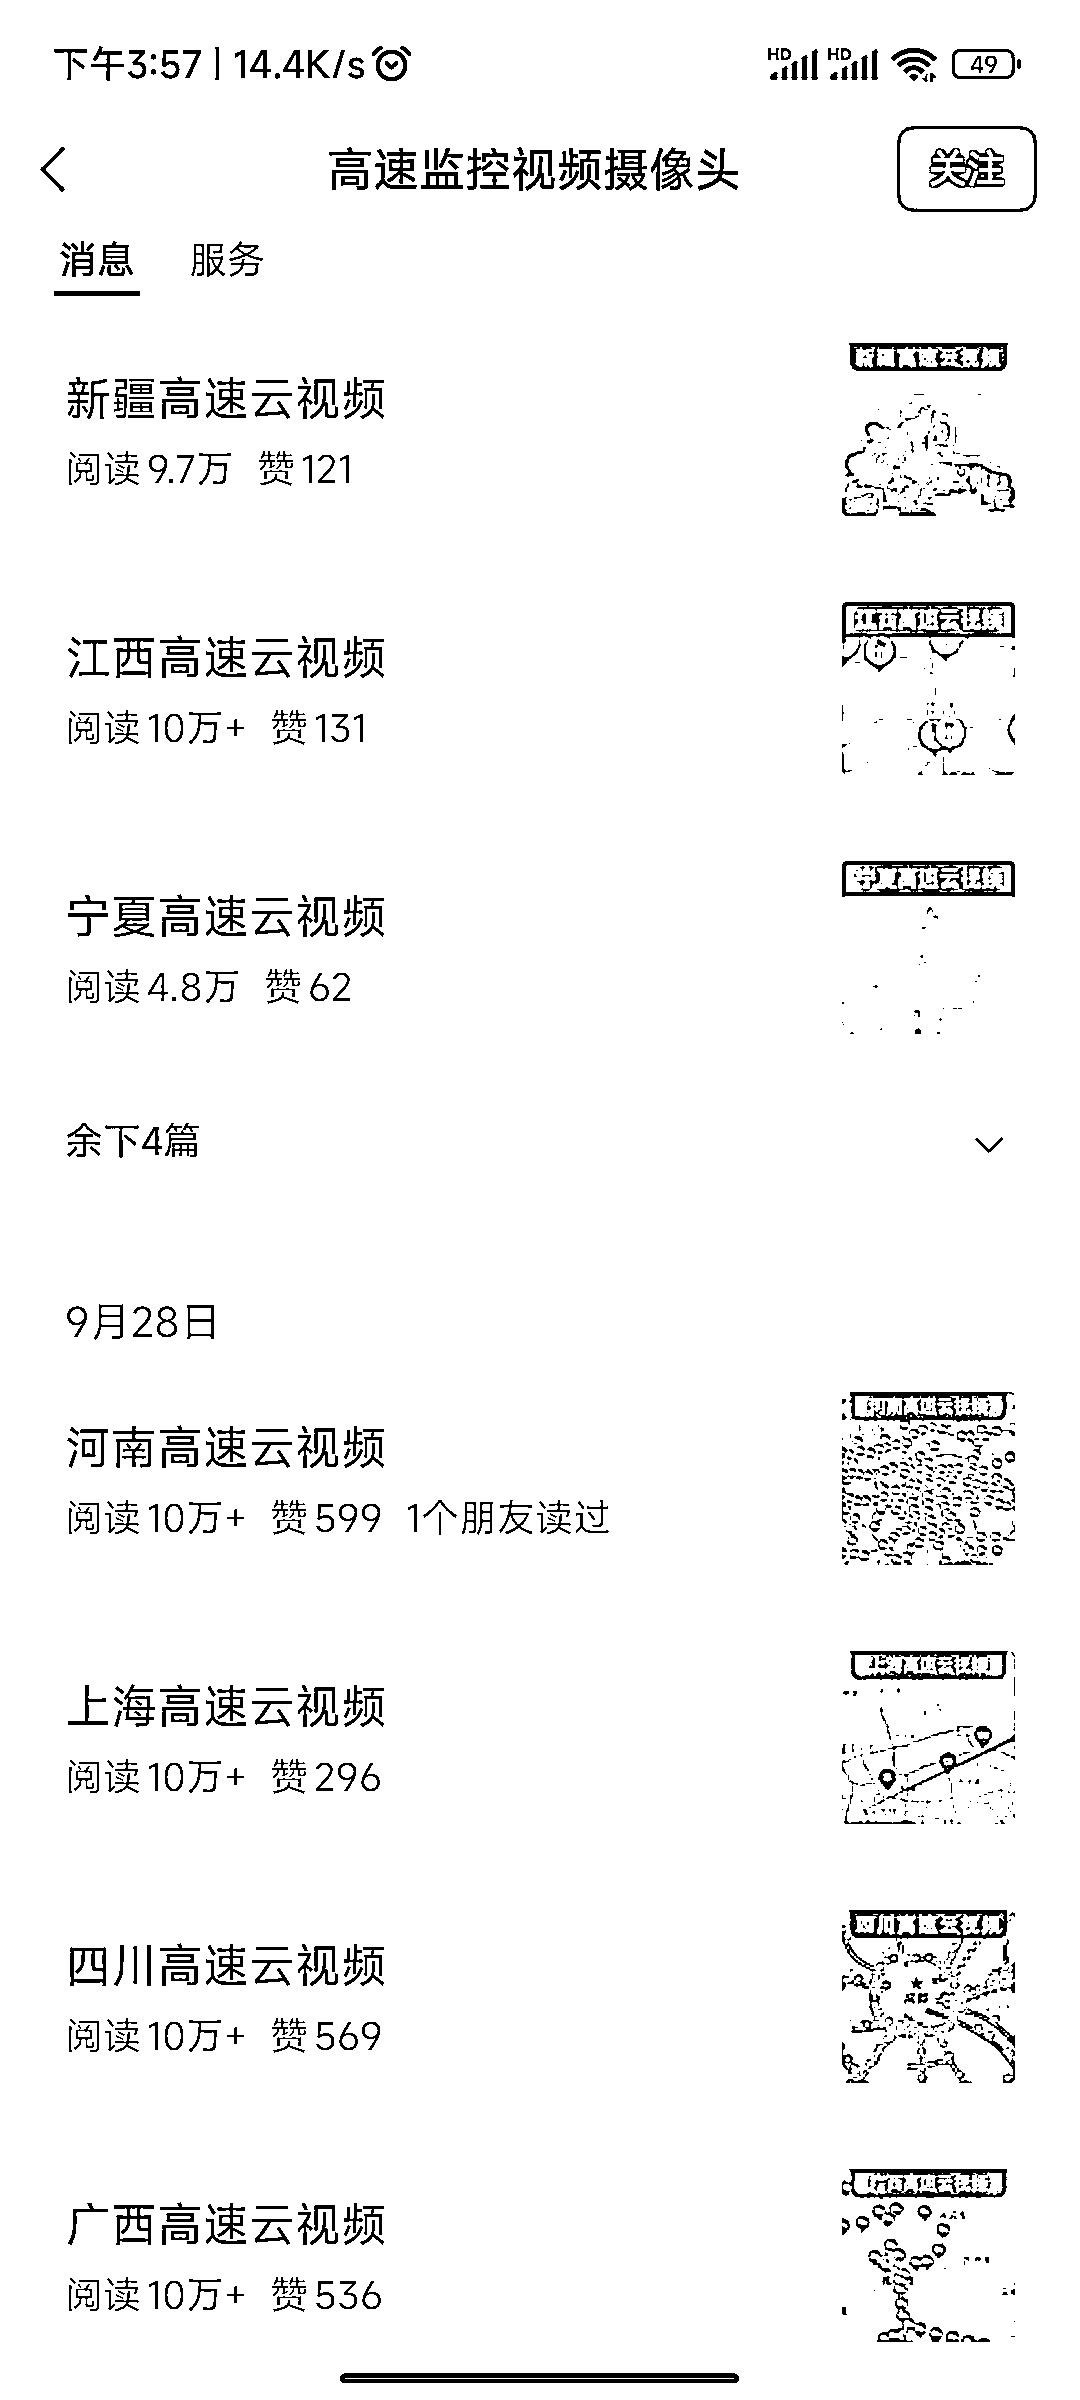 下午3:57 | 14.4K/s
HD HD 49
高速监控视频摄像头
关注
消息 服务
新疆高速云视频
新疆高速云视频
阅读 9.7万 赞 121
江西高速云视频
江西高速云视频
阅读 10万+ 赞 131
宁夏高速云视频
宁夏高速云视频
阅读 4.8万 赞 62
余下4篇
9月28日
河南高速云视频
河南高速云视频
阅读 10万+ 赞 599 1个朋友读过
上海高速云视频
上海高速云视频
阅读 10万+ 赞 296
四川高速云视频
四川高速云视频
阅读 10万+ 赞 569
广西高速云视频
广西高速云视频
阅读 10万+ 赞 536